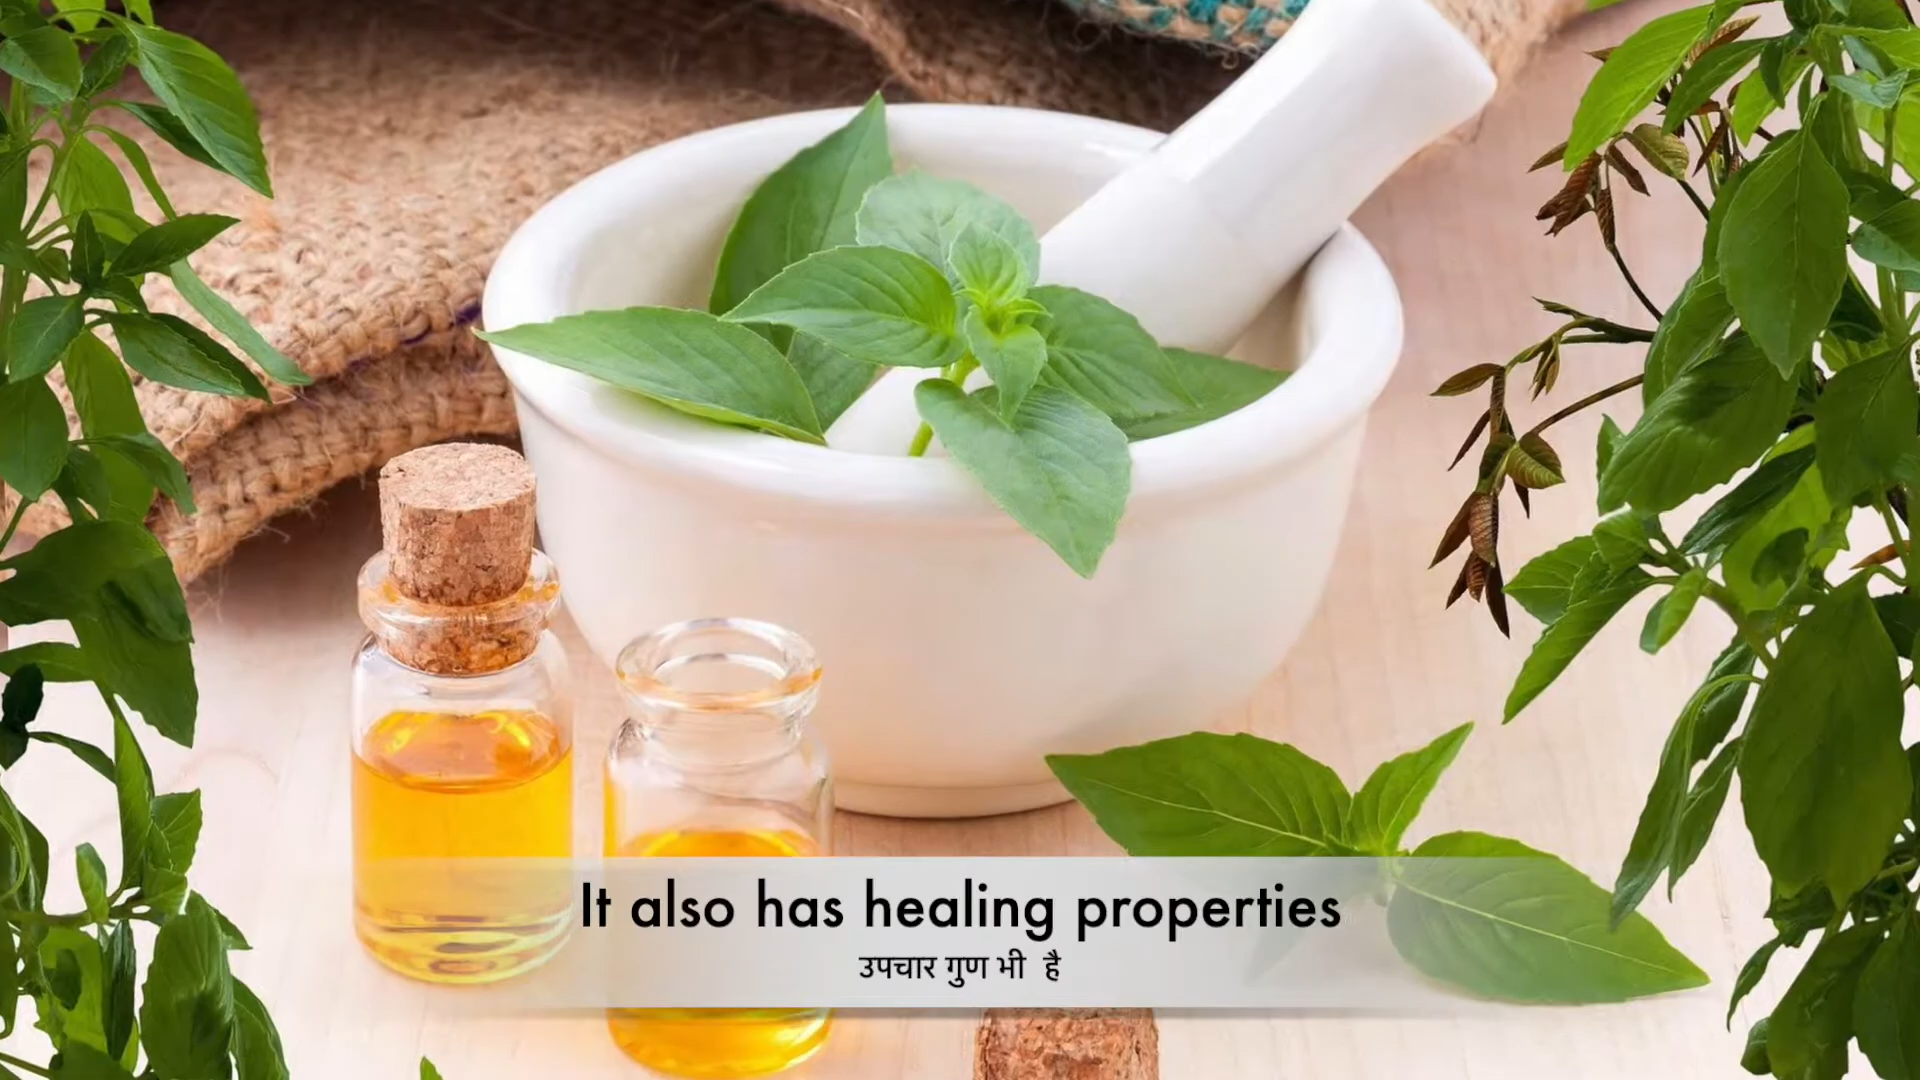 It also has healing properties
उपचार गुण भी है